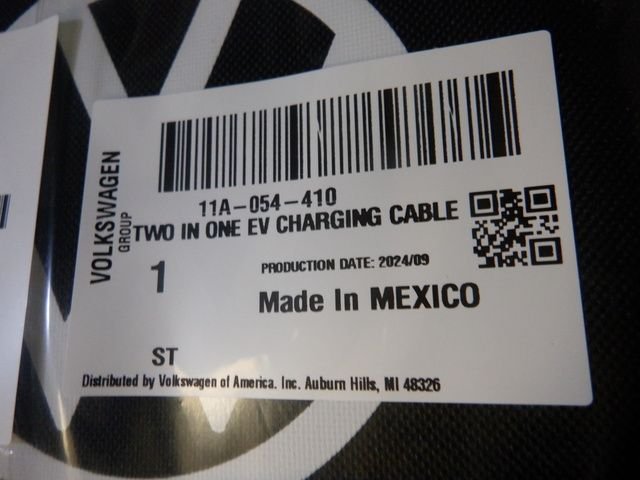 VOLKSWAGEN
GROUP
11A-054-410
TWO IN ONE EV CHARGING CABLE
1
PRODUCTION DATE: 2024/09
Made In MEXICO
ST
Distributed by Volkswagen of America. Inc. Auburn Hills, MI 48326